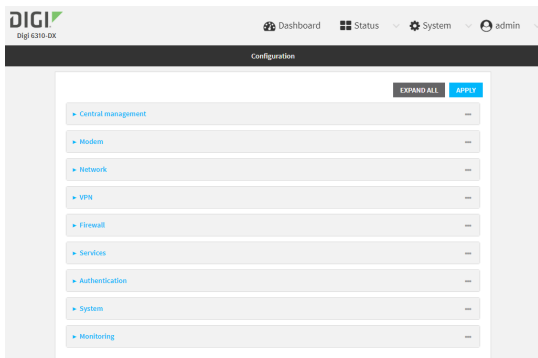 DIGI
Dashboard Status System admin
Digi 6310-DX
Configuration
EXPAND ALL APPLY
Central management
Modem
Network
VPN
Firewall
Services
Authentication
System
Monitoring